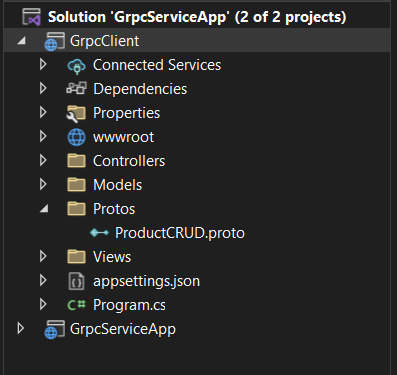 Solution 'GrpcServiceApp' (2 of 2 projects)
GrpcClient
Connected Services
Dependencies
Properties
wwwroot
Controllers
Models
Protos
ProductCRUD.proto
Views
appsettings.json
C# Program.cs
GrpcServiceApp